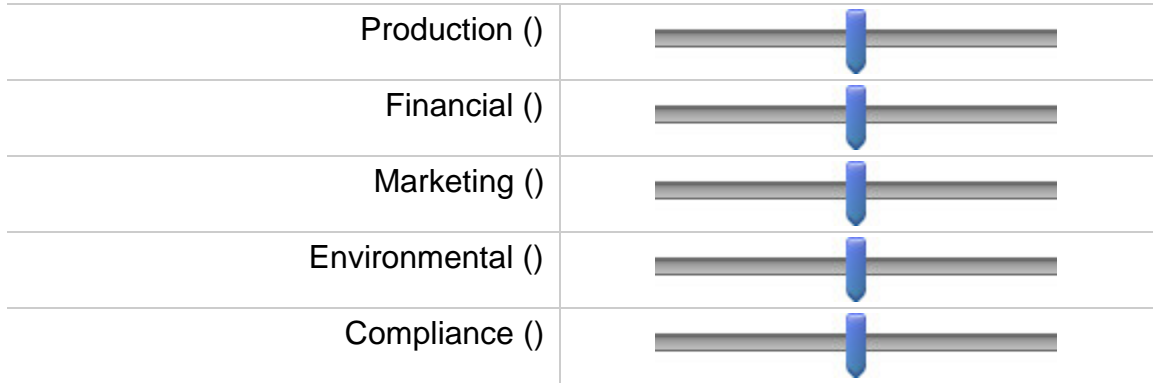 Production ()
Financial ()
Marketing ()
Environmental ()
Compliance ()